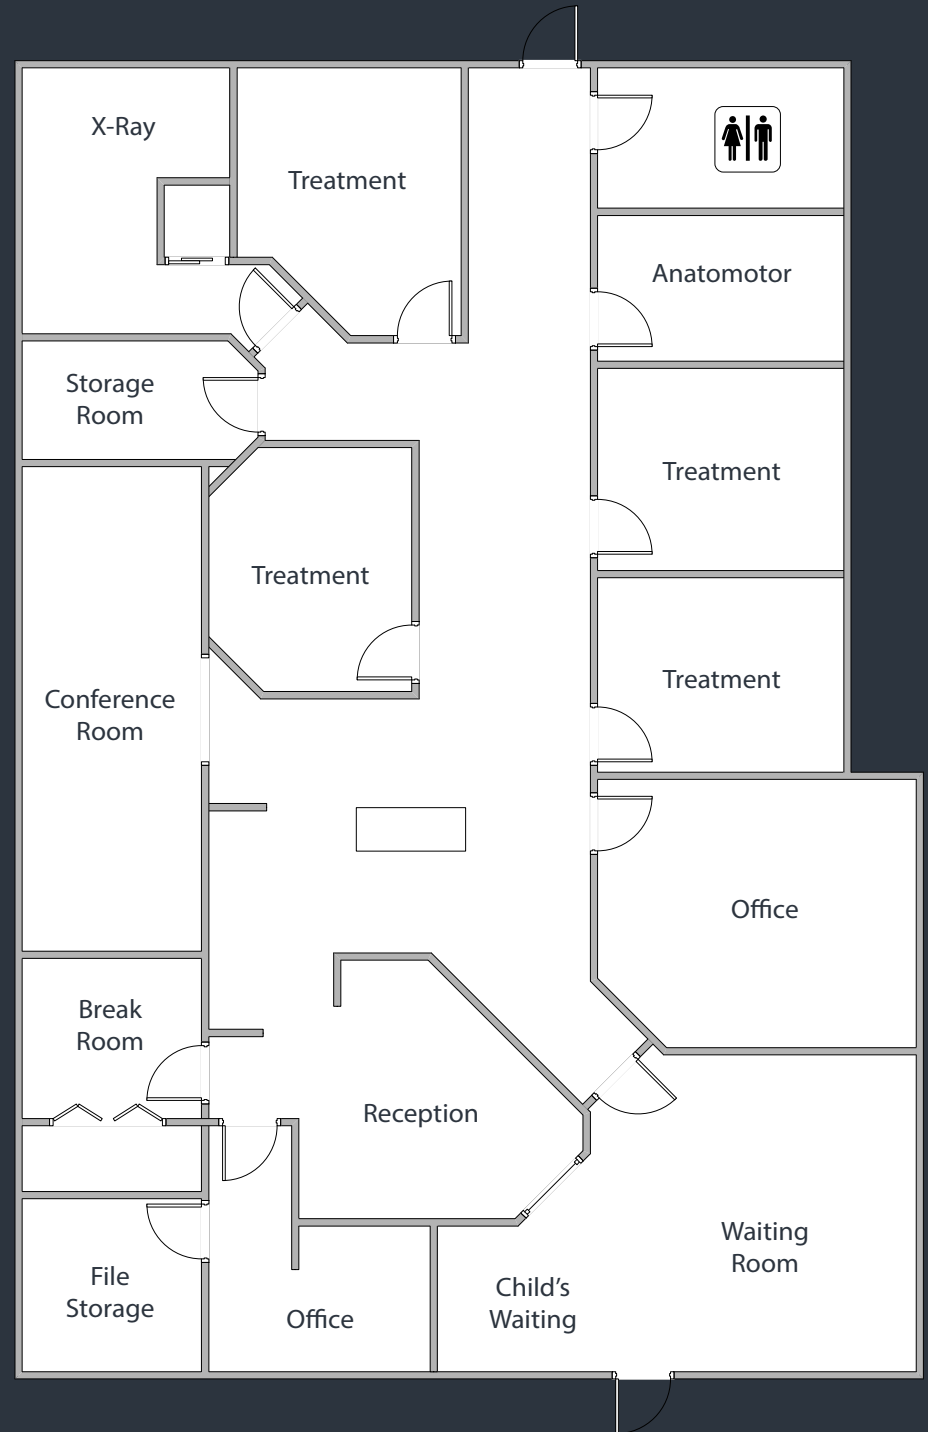 X-Ray
Treatment
Anatomotor
Storage
Room
Treatment
Treatment
Conference
Room
Treatment
Office
Break
Room
Reception
File
Storage
Office
Child’s
Waiting
Waiting
Room